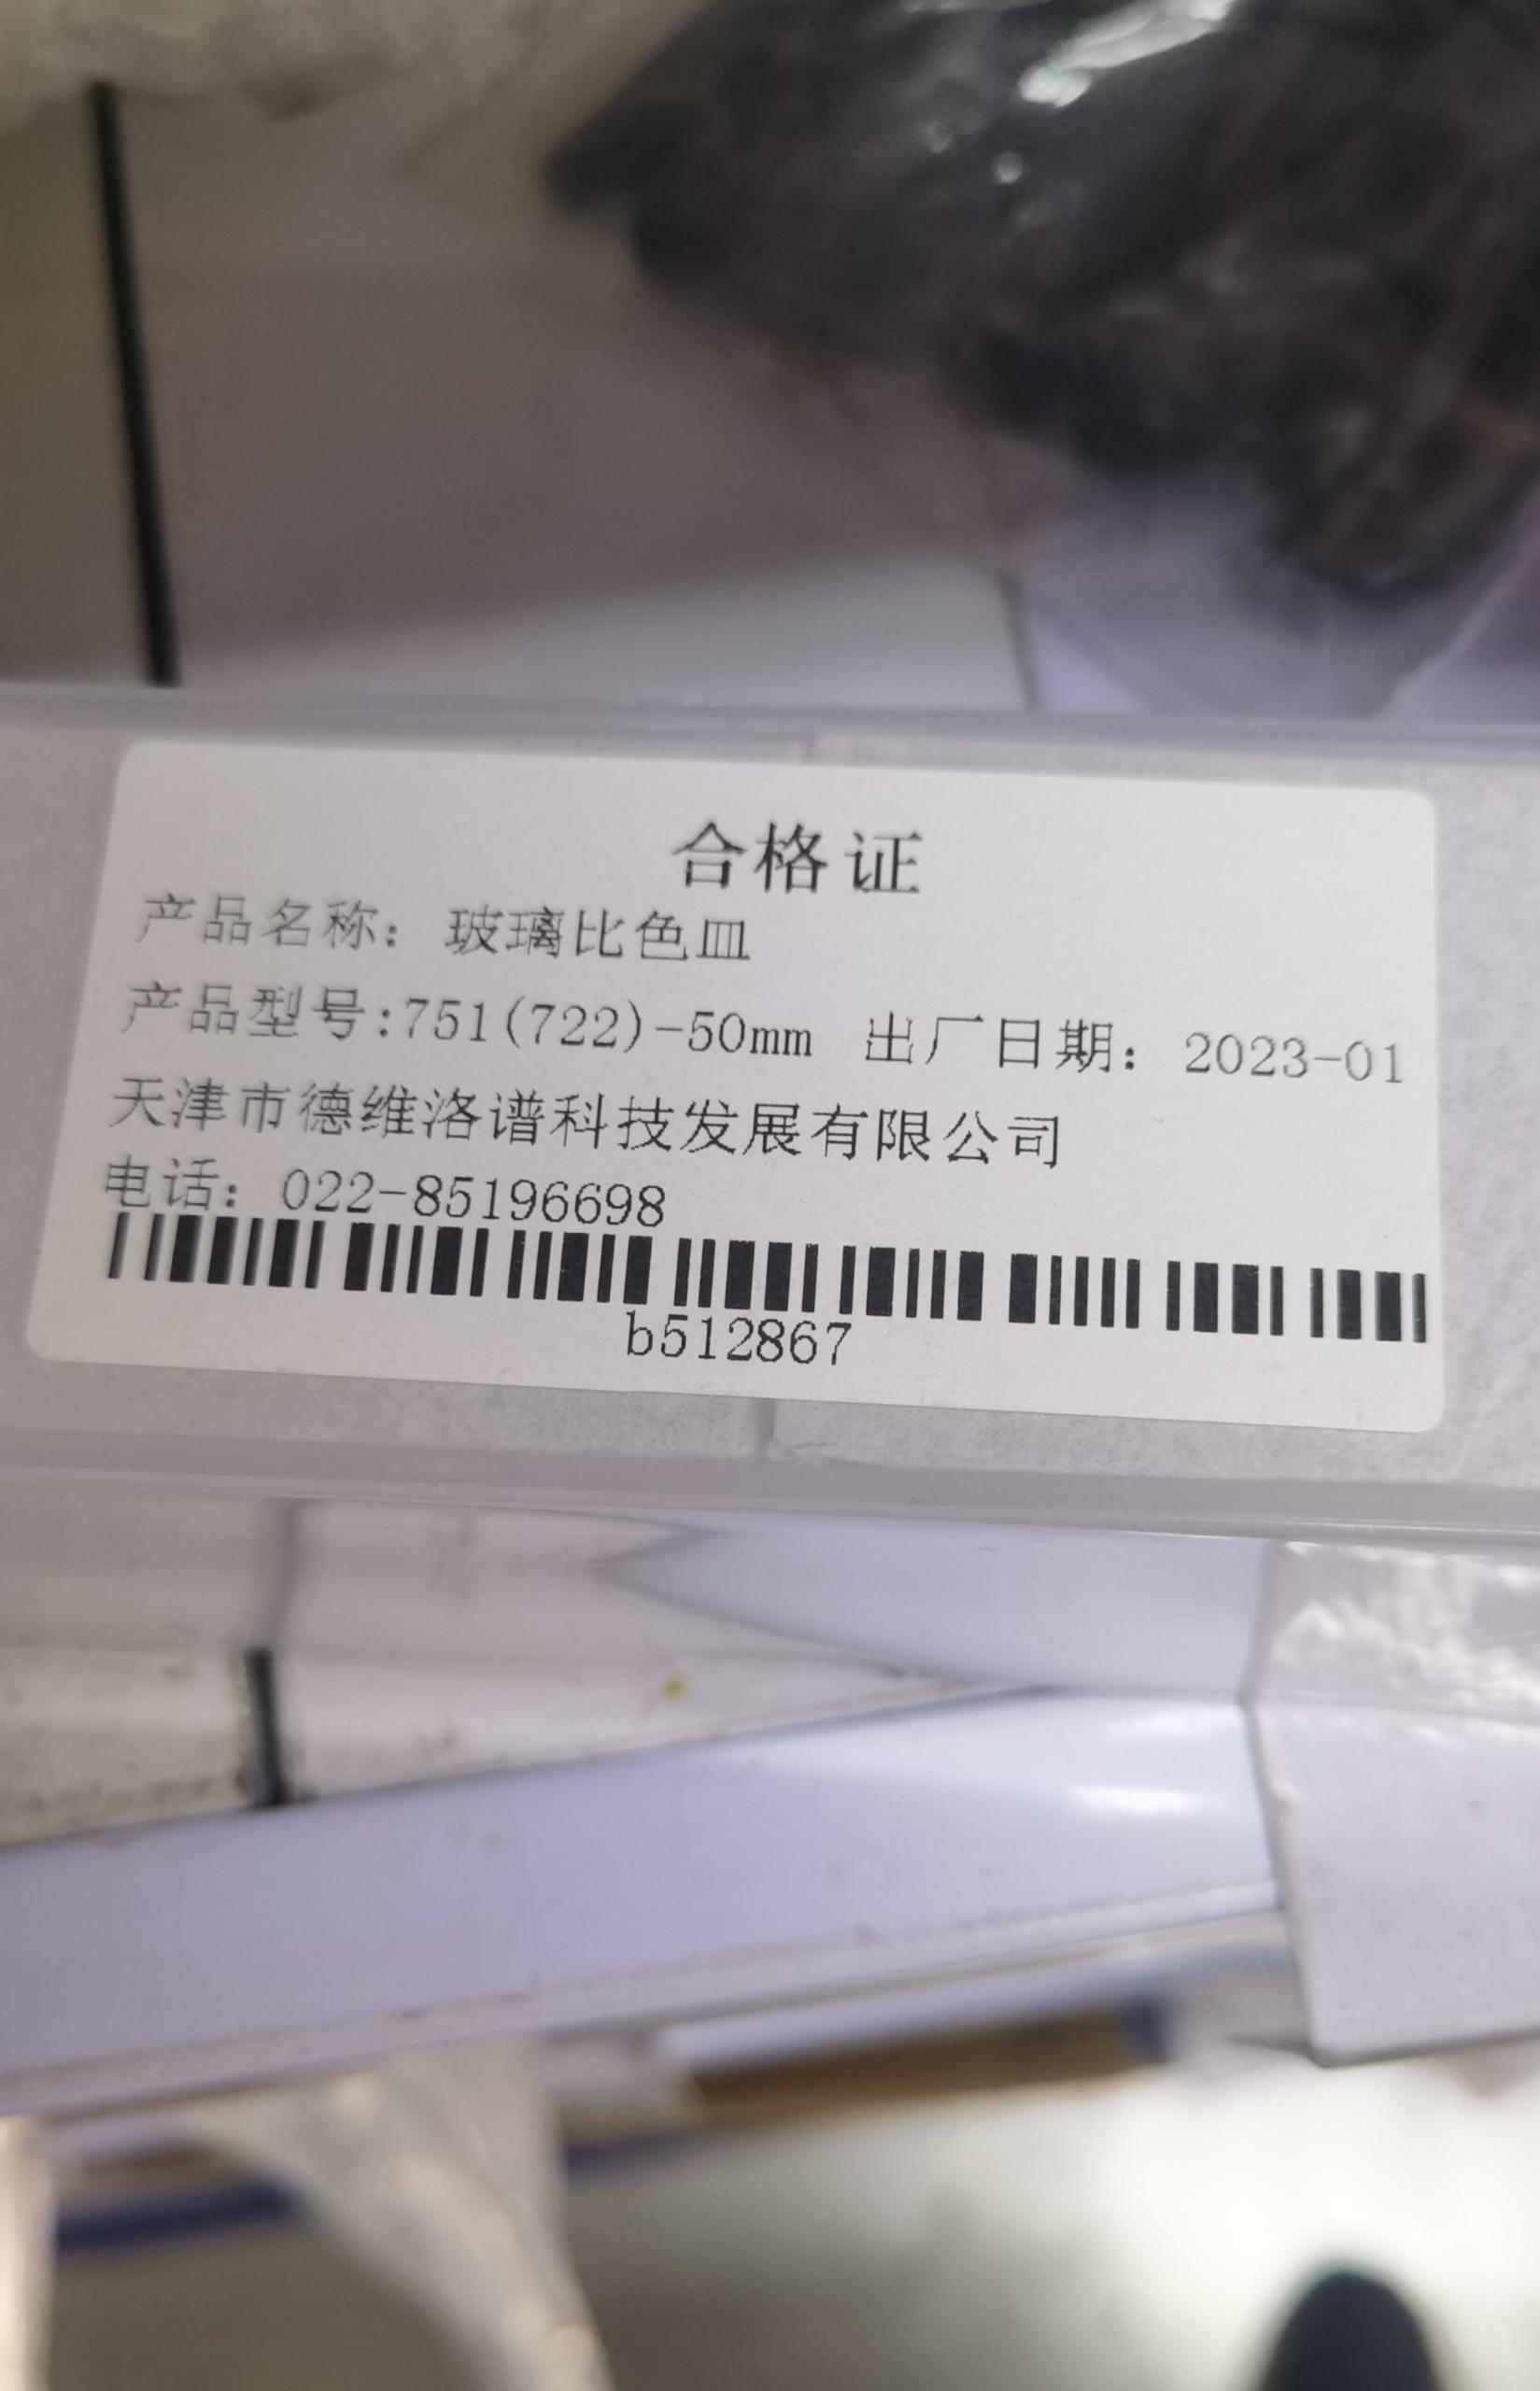 合格证
产品名称：玻璃比色皿
产品型号:751(722)-50mm 出厂日期：2023-01
天津市德维洛谱科技发展有限公司
电话：022-85196698
b512867